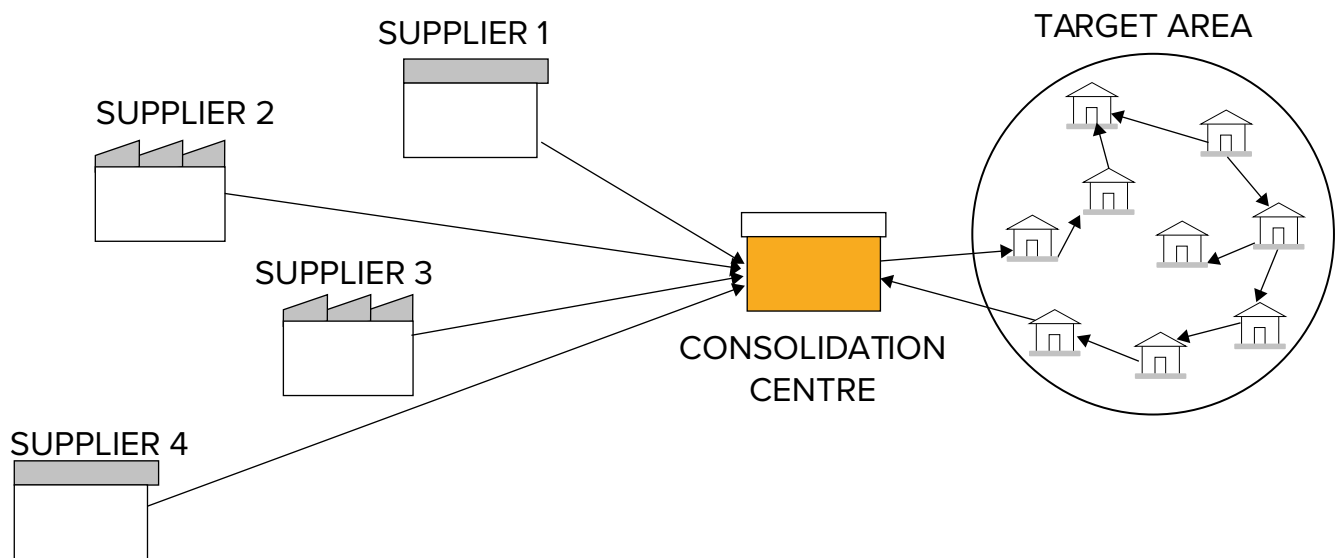 SUPPLIER 1
TARGET AREA
SUPPLIER 2
SUPPLIER 3
CONSOLIDATION
CENTRE
SUPPLIER 4